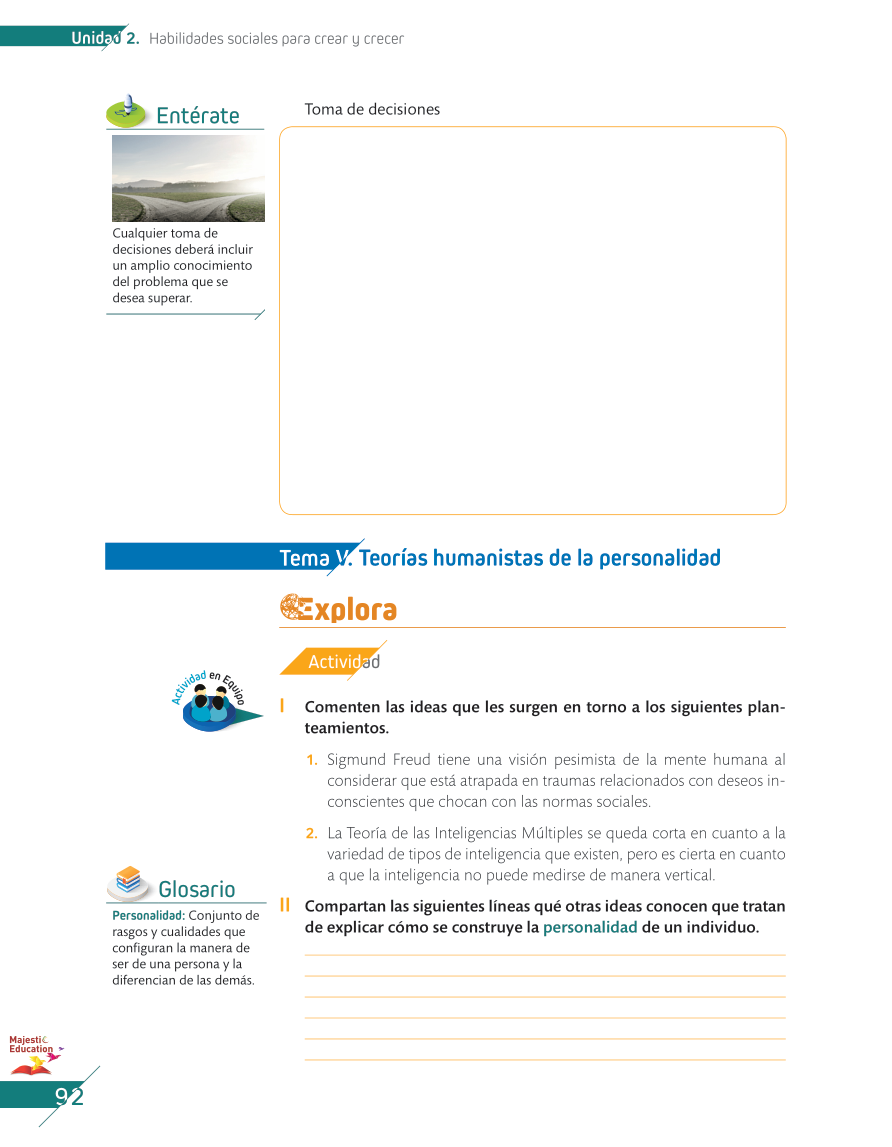 Unidad 2. Habilidades sociales para crear y crecer
Entérate
Cualquier toma de
decisiones deberá incluir
un amplio conocimiento
del problema que se
desea superar.
Toma de decisiones
Tema V. Teorías humanistas de la personalidad
Explora
Actividad
Actividad en Equipo
I Comenten las ideas que les surgen en torno a los siguientes plan-
teamientos.
1. Sigmund Freud tiene una visión pesimista de la mente humana al
considerar que está atrapada en traumas relacionados con deseos in-
conscientes que chocan con las normas sociales.
2. La Teoría de las Inteligencias Múltiples se queda corta en cuanto a la
variedad de tipos de inteligencia que existen, pero es cierta en cuanto
a que la inteligencia no puede medirse de manera vertical.
Glosario
Personalidad: Conjunto de
rasgos y cualidades que
configuran la manera de
ser de una persona y la
diferencian de las demás.
II Compartan las siguientes líneas qué otras ideas conocen que tratan
de explicar cómo se construye la personalidad de un individuo.
Majestic
Education
92